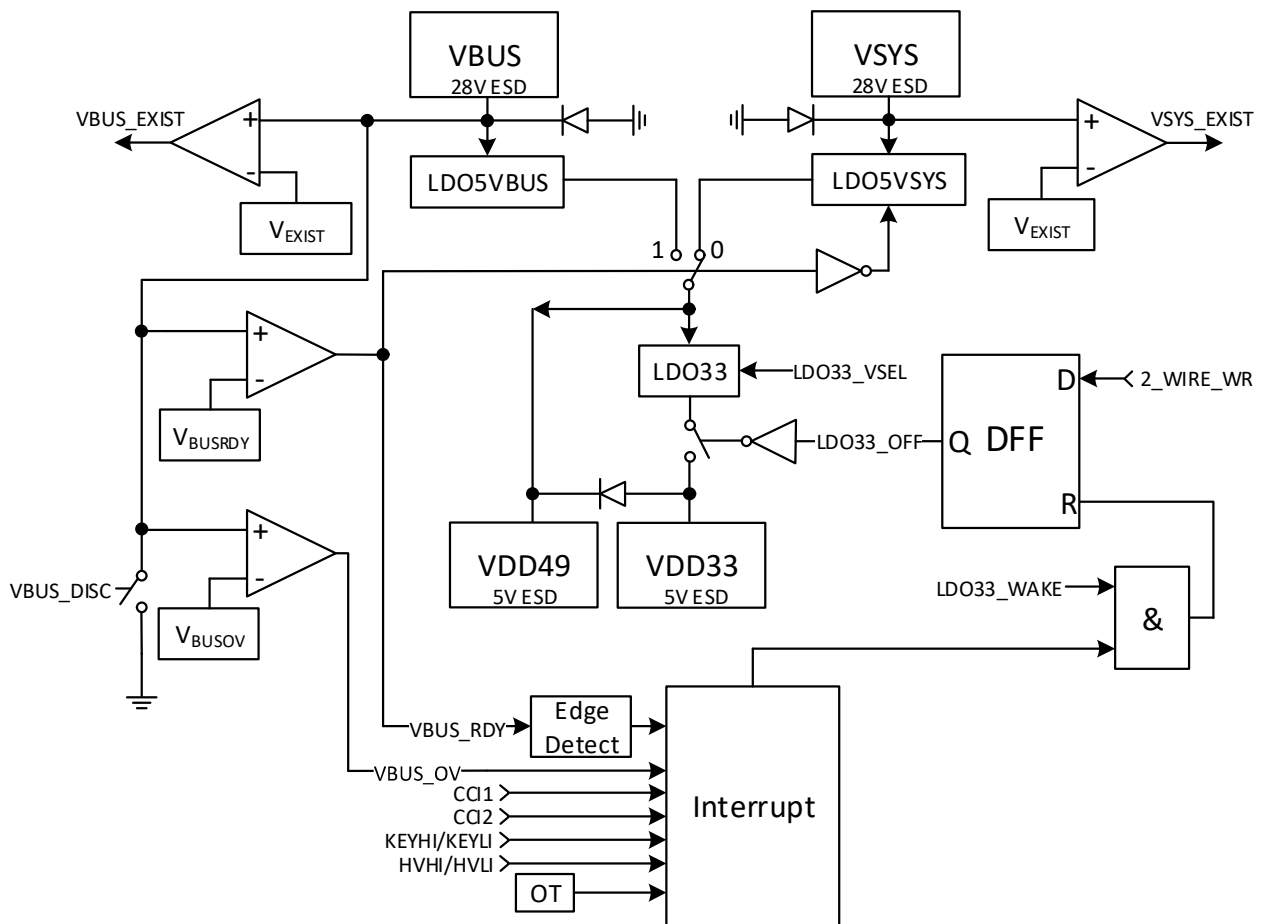 VBUS
28V ESD
VSYS
28V ESD
VBUS_EXIST
+
-
VEXIST
LDO5VBUS
LDO5VSYS
+
-
VSYS_EXIST
VEXIST
1
0
+
-
VBUSRDY
LDO33
LDO33_VSEL
D
2_WIRE_WR
LDO33_OFF
Q
DFF
R
+
-
VBUS_DISC
VBUSOV
VDD49
5V ESD
VDD33
5V ESD
LDO33_WAKE
&
VBUS_RDY
Edge
Detect
VBUS_OV
CCI1
CCI2
KEYHI/KEYLI
HVHI/HVLI
OT
Interrupt